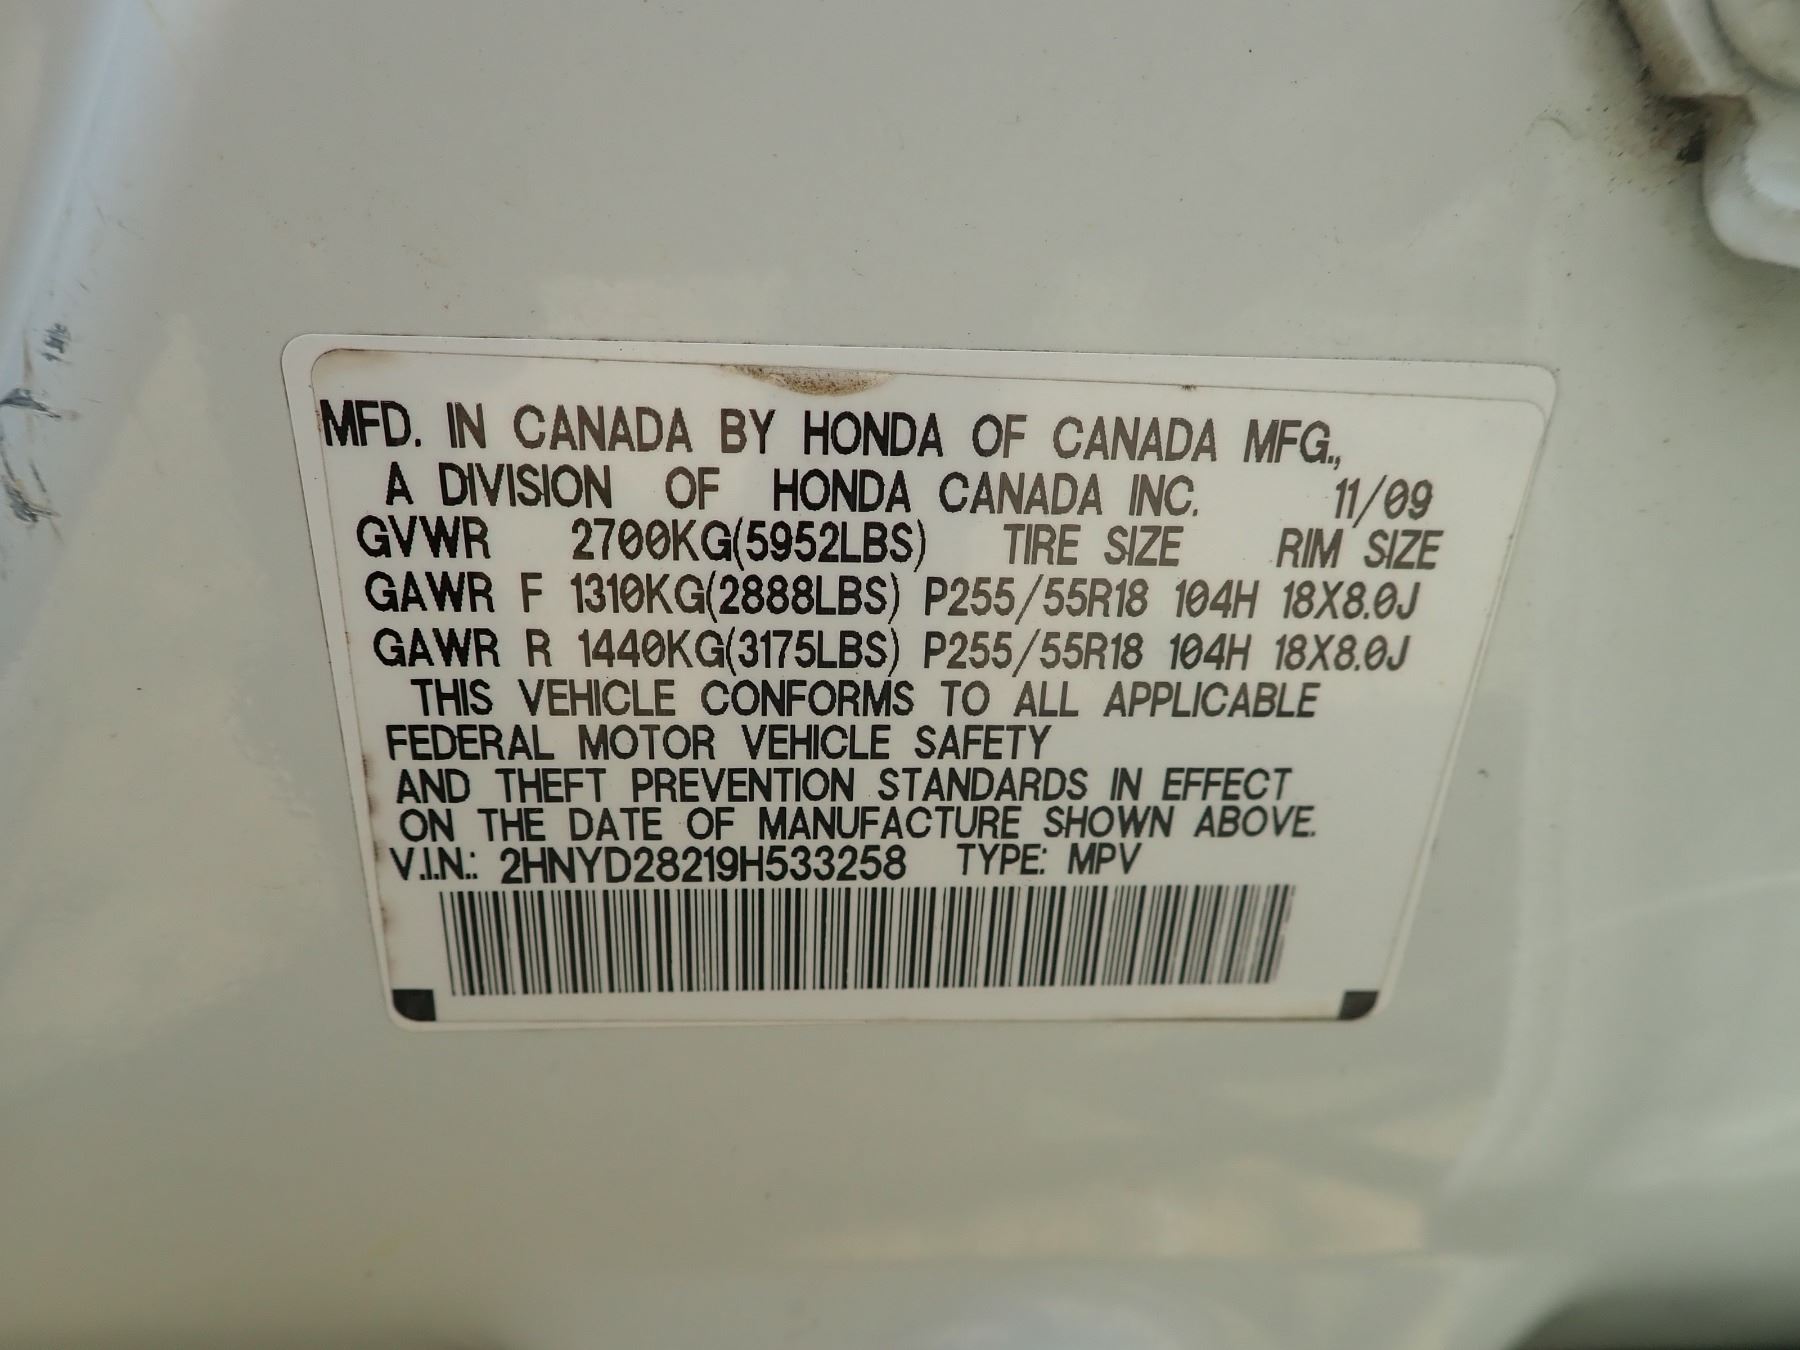 MFD. IN CANADA BY HONDA OF CANADA MFG.,
A DIVISION OF HONDA CANADA INC. 11/09
GVWR 2700KG(5952LBS) TIRE SIZE RIM SIZE
GAWR F 1310KG(2888LBS) P255/55R18 104H 18X8.0J
GAWR R 1440KG(3175LBS) P255/55R18 104H 18X8.0J
THIS VEHICLE CONFORMS TO ALL APPLICABLE
FEDERAL MOTOR VEHICLE SAFETY
AND THEFT PREVENTION STANDARDS IN EFFECT
ON THE DATE OF MANUFACTURE SHOWN ABOVE.
V.I.N.: 2HNYD28219H533258 TYPE: MPV